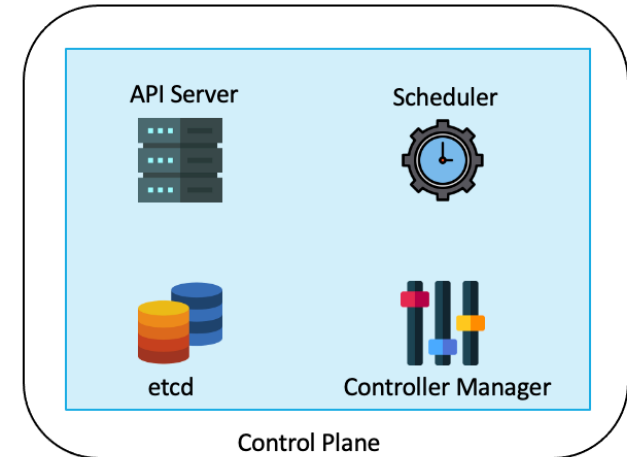 API Server
Scheduler
etcd
Controller Manager
Control Plane